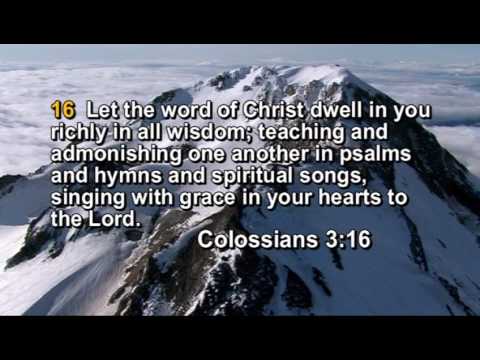 16 Let the word of Christ dwell in you
richly in all wisdom; teaching and
admonishing one another in psalms
and hymns and spiritual songs,
singing with grace in your hearts to
the Lord.
Colossians 3:16